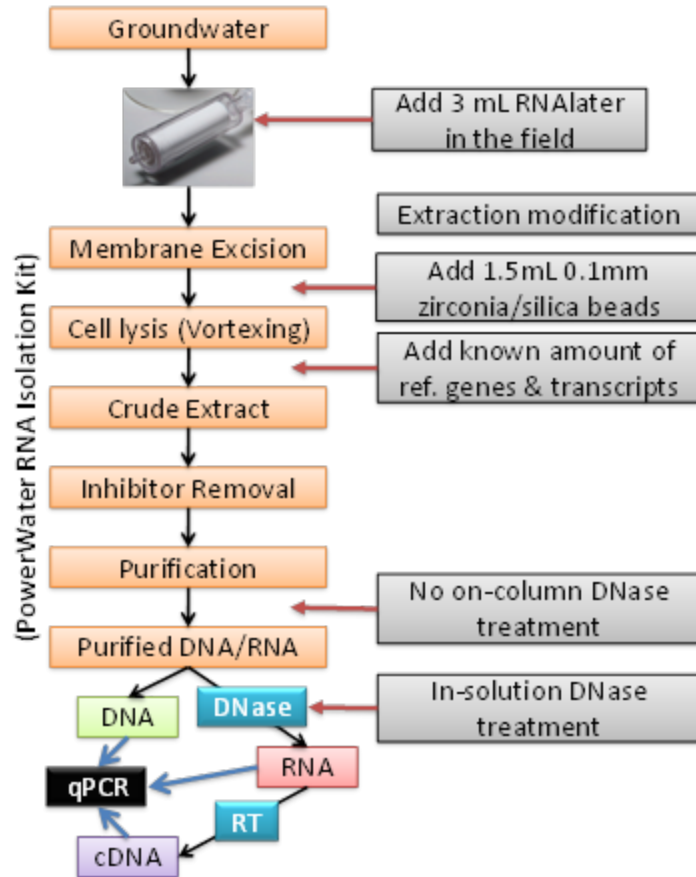 Groundwater
Add 3 mL RNAlater
in the field
Extraction modification
Membrane Excision
Add 1.5mL 0.1mm
zirconia/silica beads
Cell lysis (Vortexing)
Add known amount of
ref. genes & transcripts
Crude Extract
Inhibitor Removal
Purification
No on-column DNase
treatment
Purified DNA/RNA
(PowerWater RNA Isolation Kit)
In-solution DNase
treatment
DNA
DNase
RNA
qPCR
RT
cDNA